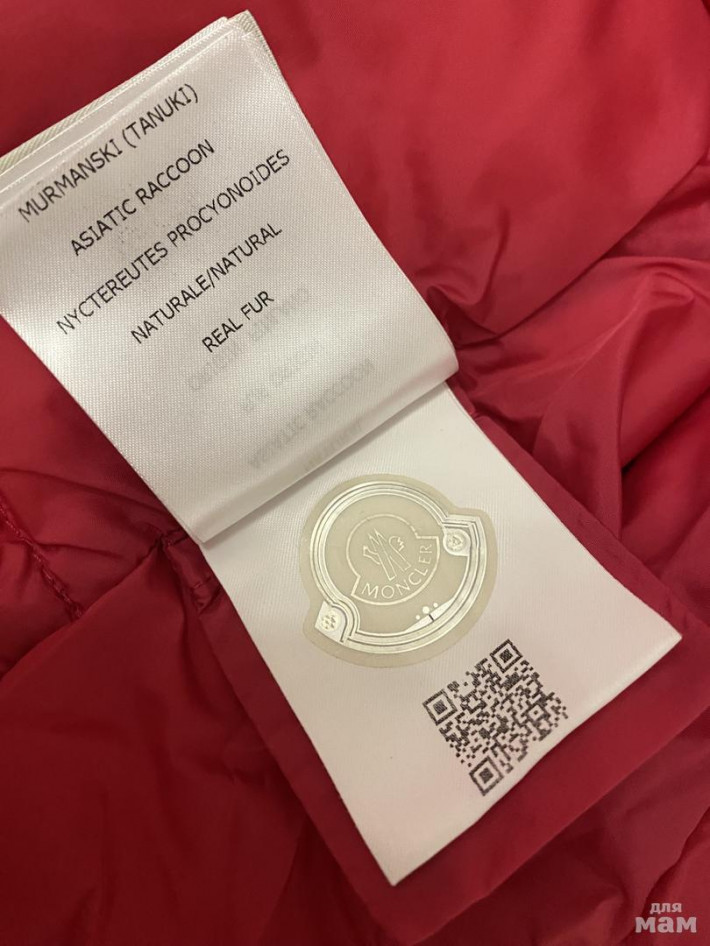 MURMANSKI (TANUKI)
ASIATIC RACCOON
NYCTEREUTES PROCYONOIDES
NATURALE/NATURAL
REAL FUR
MONCLER
для
мам